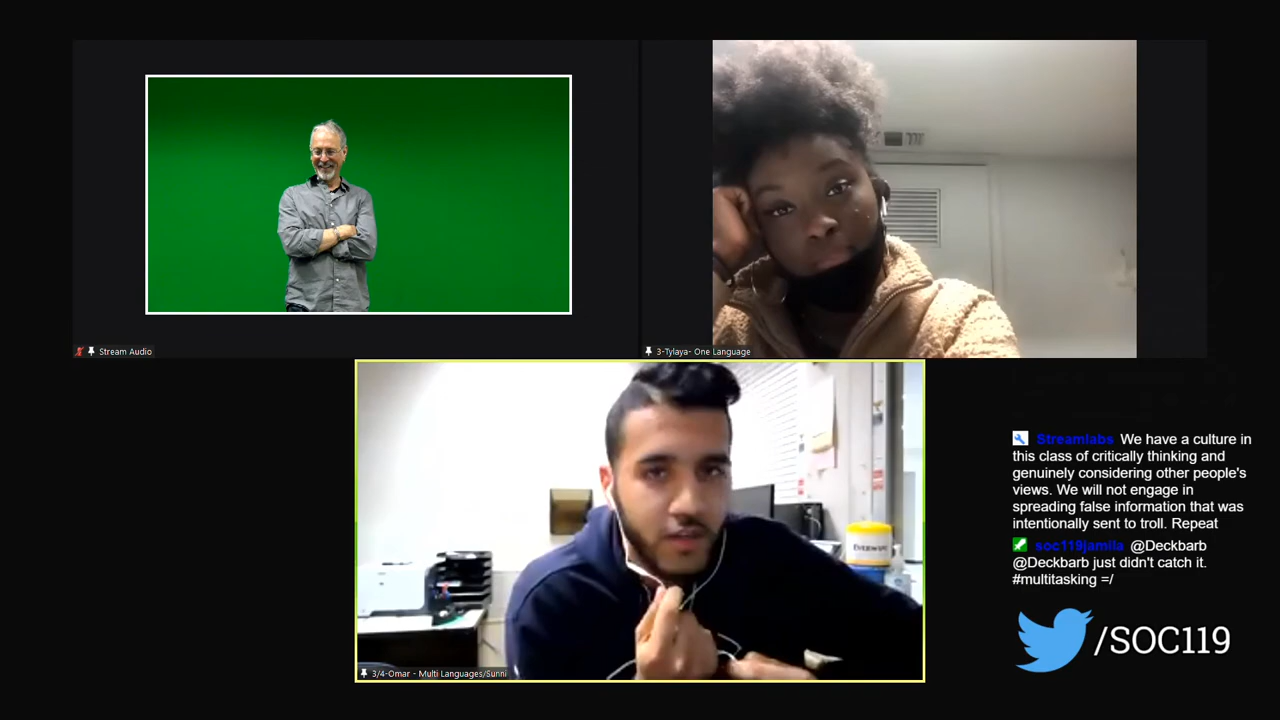 Stream Audio
3-Tylaya- One Language
Streamlabs We have a culture in
this class of critically thinking and
genuinely considering other people's
views. We will not engage in
spreading false information that was
intentionally sent to troll. Repeat
soc119jamila @Deckbarb
@Deckbarb just didn't catch it.
#multitasking =/
EVERWIPE
/SOC119
3/4-Omar - Multi Languages/Sunni